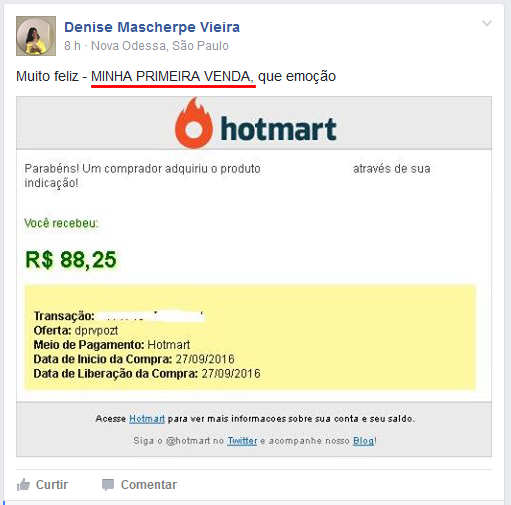 Denise Mascherpe Vieira
8 h · Nova Odessa, São Paulo
Muito feliz - MINHA PRIMEIRA VENDA, que emoção
hotmart
Parabéns! Um comprador adquiriu o produto através de sua
indicação!
Você recebeu:
R$ 88,25
Transação:
Oferta: dprvpozt
Meio de Pagamento: Hotmart
Data de Inicio da Compra: 27/09/2016
Data de Liberação da Compra: 27/09/2016
Acesse Hotmart para ver mais informacoes sobre sua conta e seu saldo.
Siga o @hotmart no Twitter e acompanhe nosso Blog!
Curtir Comentar